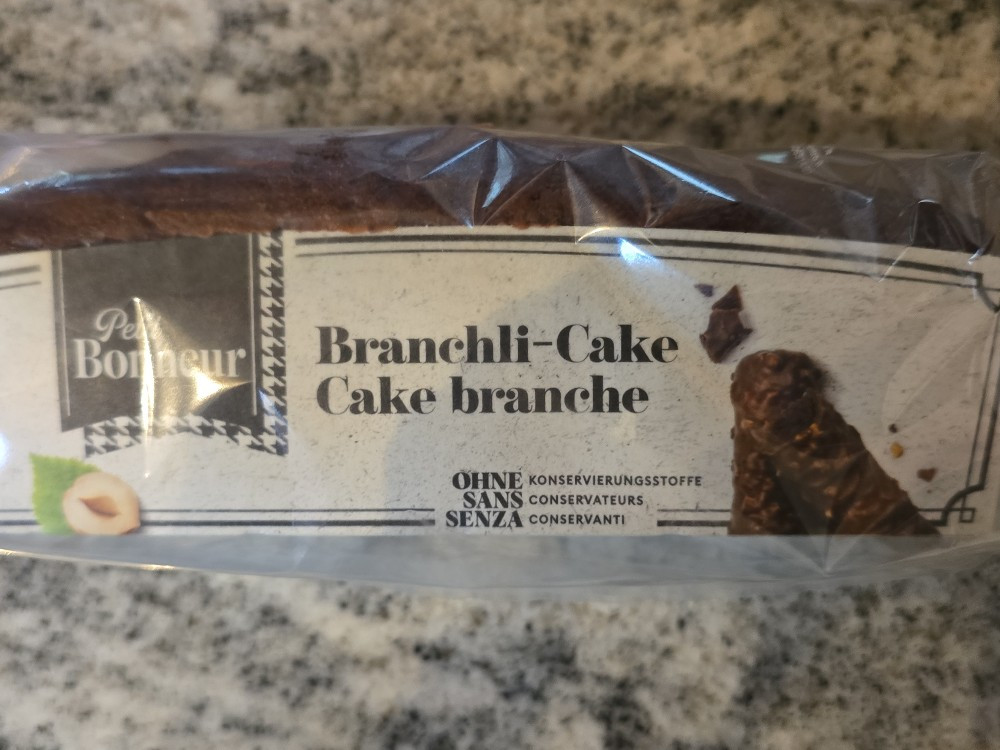 Bonheur
Branchli-Cake
Cake branche
OHNE KONSERVIERUNGSSTOFFE
SANS CONSERVATEURS
SENZA CONSERVANTI